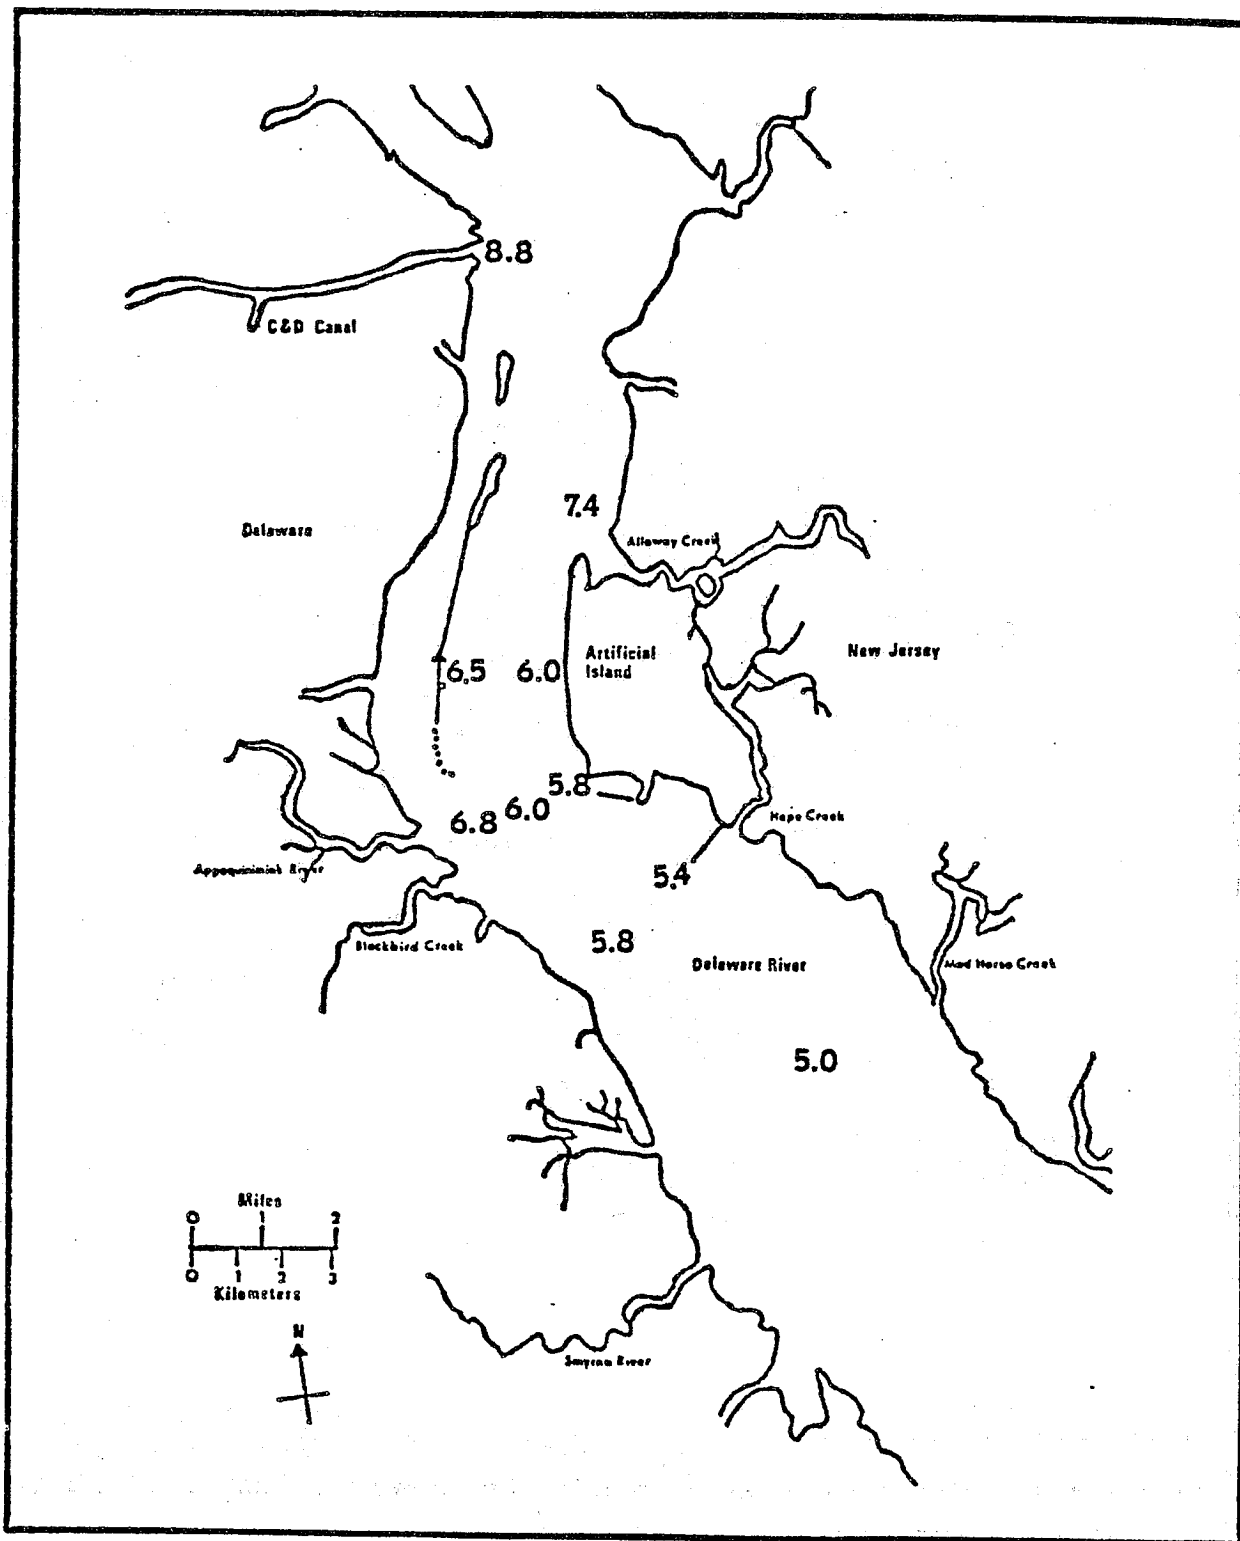 8.8
C&D Canal
7.4
Delaware
Alloway Creek
Artificial
Island
New Jersey
6.5
6.0
5.8
6.0
6.8
Hope Creek
Appoquinimink River
5.4
Blackbird Creek
5.8
Delaware River
Mad Horse Creek
5.0
Miles
0 1 2
0 1 2 3
Kilometers
N
Smyrna River